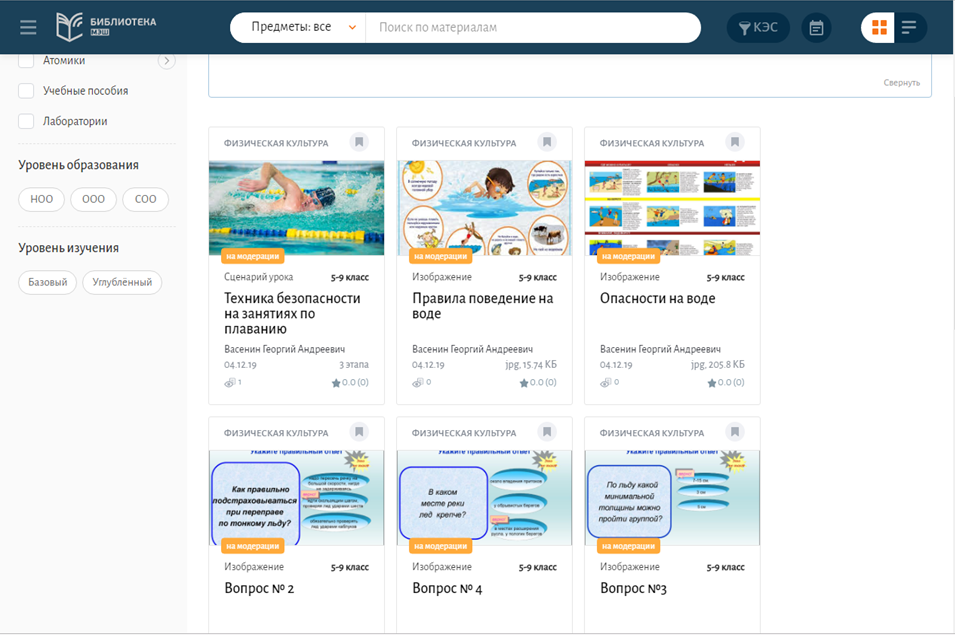 БИБЛИОТЕКА
МЭШ
Предметы: все
Поиск по материалам
КЭС
Атомики
Учебные пособия
Лаборатории
Уровень образования
НОО ООО СОО
Уровень изучения
Базовый Углублённый
Свернуть
ФИЗИЧЕСКАЯ КУЛЬТУРА
на модерации
Сценарий урока 5-9 класс
Техника безопасности
на занятиях по
плаванию
Васенин Георгий Андреевич
04.12.19 3 этапа
1 0.0 (0)
ФИЗИЧЕСКАЯ КУЛЬТУРА
на модерации
Изображение 5-9 класс
Правила поведение на
воде
Васенин Георгий Андреевич
04.12.19 jpg, 15.74 КБ
0 0.0 (0)
ФИЗИЧЕСКАЯ КУЛЬТУРА
на модерации
Изображение 5-9 класс
Опасности на воде
Васенин Георгий Андреевич
04.12.19 jpg, 205.8 КБ
0 0.0 (0)
ФИЗИЧЕСКАЯ КУЛЬТУРА
Укажите правильный ответ
Как правильно
подстраховываться
при переправе
по тонкому льду?
на модерации
Изображение 5-9 класс
Вопрос № 2
ФИЗИЧЕСКАЯ КУЛЬТУРА
Укажите правильный ответ
В каком
месте реки
лед крепче?
на модерации
Изображение 5-9 класс
Вопрос № 4
ФИЗИЧЕСКАЯ КУЛЬТУРА
Укажите правильный ответ
По льду какой
минимальной
толщины можно
пройти группой?
на модерации
Изображение 5-9 класс
Вопрос №3